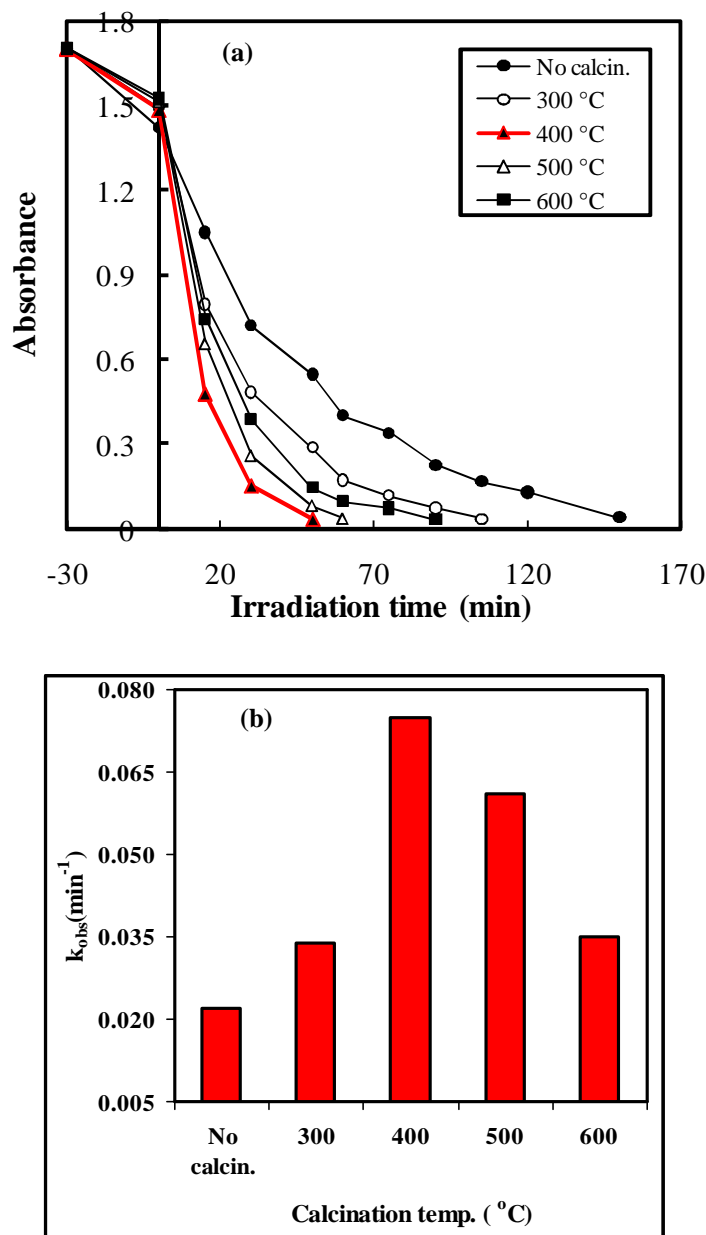 (a)
1.8
1.5
1.2
0.9
0.6
0.3
0
Absorbance
No calcin.
300 °C
400 °C
500 °C
600 °C
-30 20 70 120 170
Irradiation time (min)
(b)
0.080
0.065
0.050
0.035
0.020
0.005
k_obs(min⁻¹)
No calcin. 300 400 500 600
Calcination temp. ( °C)